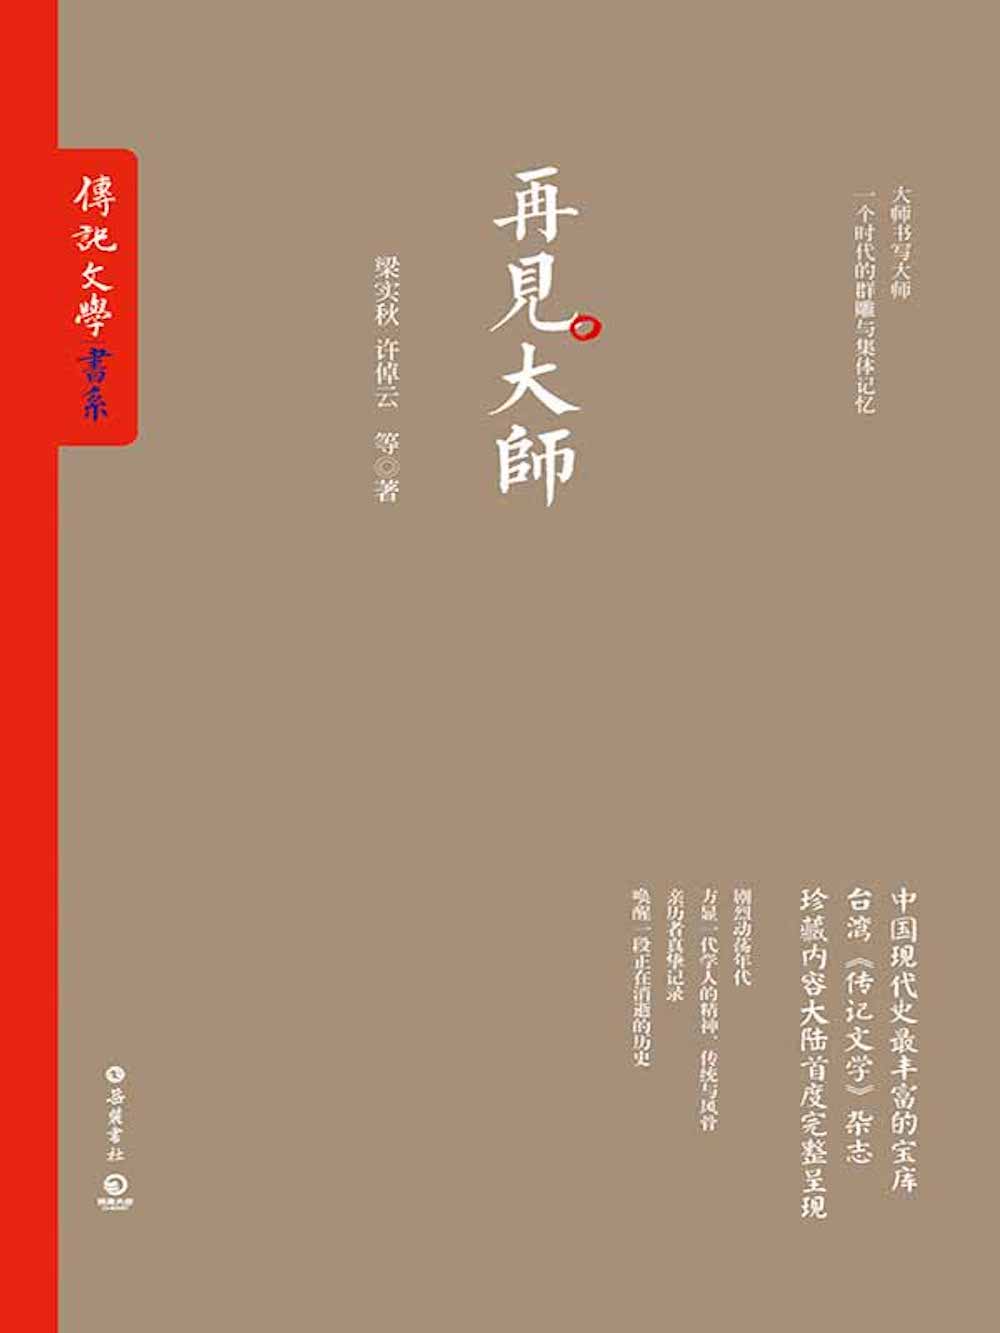 大师书写大师
一个时代的群雕与集体记忆
再見大師
梁实秋 许倬云 等◎著
傳記文學書系
中国现代史最丰富的宝库
台湾《传记文学》杂志
珍藏内容大陆首度完整呈现
剧烈动荡年代
方显一代学人的精神、传统与风骨
亲历者真挚记录
唤醒一段正在消逝的历史
岳麓書社